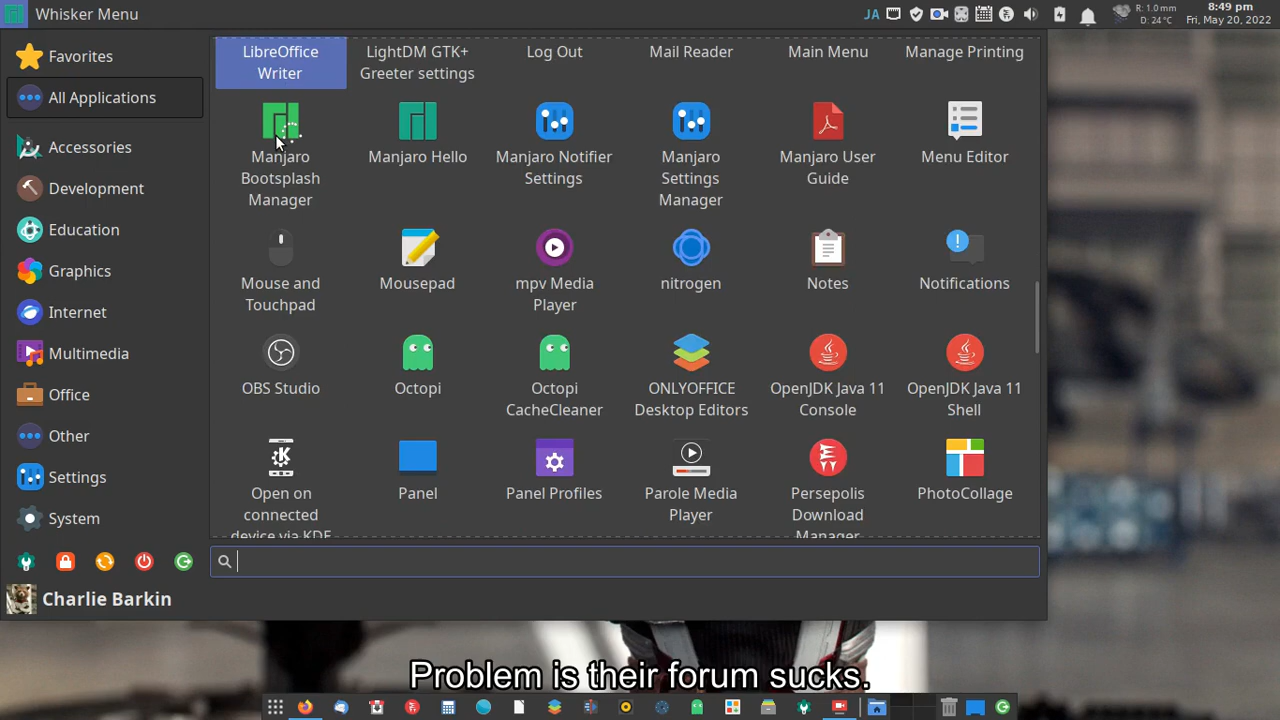 Whisker Menu
JA
R: 1.0 mm
D: 24°C
8:49 pm
Fri, May 20, 2022
Favorites
All Applications
Accessories
Development
Education
Graphics
Internet
Multimedia
Office
Other
Settings
System
LibreOffice
Writer
LightDM GTK+
Greeter settings
Log Out
Mail Reader
Main Menu
Manage Printing
Manjaro
Bootsplash
Manager
Manjaro Hello
Manjaro Notifier
Settings
Manjaro
Settings
Manager
Manjaro User
Guide
Menu Editor
Mouse and
Touchpad
Mousepad
mpv Media
Player
nitrogen
Notes
Notifications
OBS Studio
Octopi
Octopi
CacheCleaner
ONLYOFFICE
Desktop Editors
OpenJDK Java 11
Console
OpenJDK Java 11
Shell
Open on
connected
device via KDE
Panel
Panel Profiles
Parole Media
Player
Persepolis
Download
Manager
PhotoCollage
Charlie Barkin
Problem is their forum sucks.